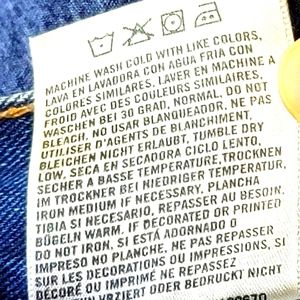 MACHINE WASH COLD WITH LIKE COLORS,
LAVA EN LAVADORA CON AGUA FRIA CON
COLORES SIMILARES, LAVER EN MACHINE A
FROID AVEC DES COULEURS SIMILAIRES,
WASCHEN BEI 30 GRAD, NORMAL, DO NOT
BLEACH, NO USAR BLANQUEADOR, NE PAS
UTILISER D'AGENTS DE BLANCHIMENT,
BLEICHEN NICHT ERLAUBT, TUMBLE DRY
LOW, SECA EN SECADORA CICLO LENTO,
SECHER A BASSE TEMPERATURE,TROCKNEN
IM TROCKNER BEI NIEDRIGER TEMPERATUR,
IRON MEDIUM IF NECESSARY, PLANCHA
TIBIA SI NECESARIO, REPASSER AU BESOIN,
BÜGELN WARM, IF DECORATED OR PRINTED
DO NOT IRON, SI ESTÁ ADORNADO O
IMPRESO NO PLANCHE, NE PAS REPASSER
SUR LES DECORATIONS OU IMPRESSIONS, SI
DÉCORÉ OU IMPRIMÉ NE REPASSEZ
VRZIERT ODER BEDRUCKT NICHT